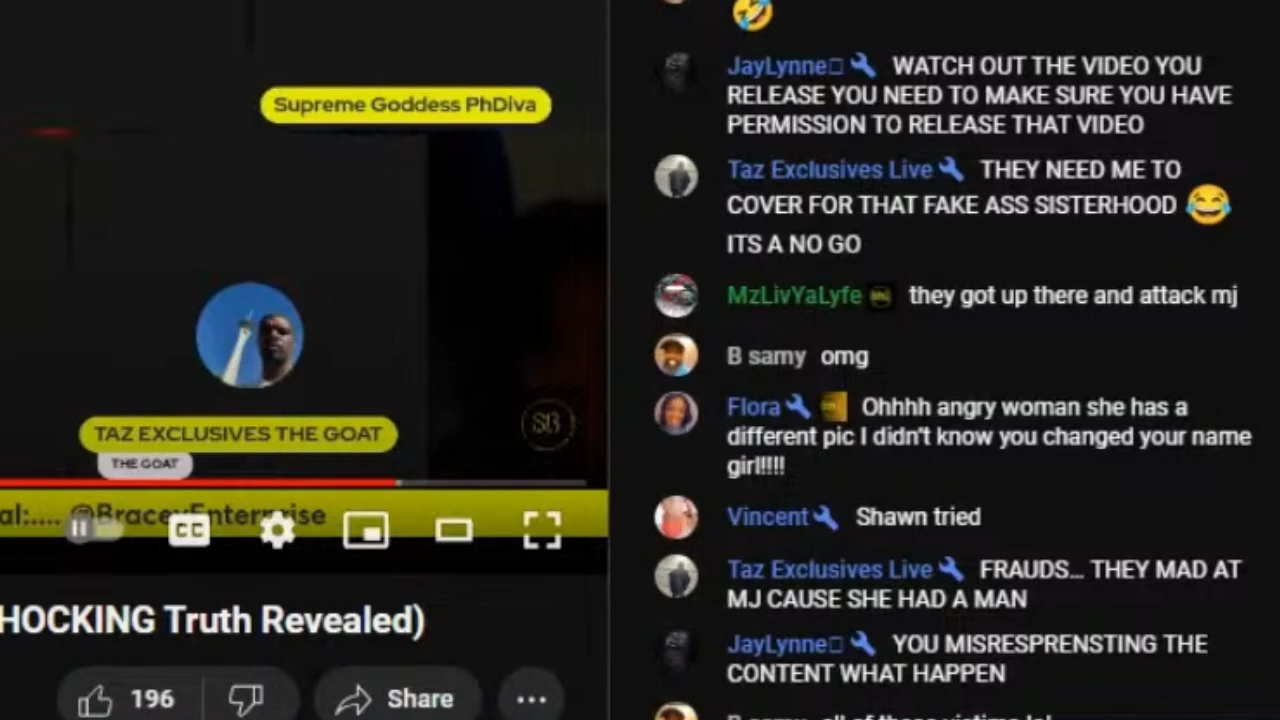 Supreme Goddess PhDiva
TAZ EXCLUSIVES THE GOAT
THE GOAT
SB
al:.... @BraceyEnterprise
CC
HOCKING Truth Revealed)
196
Share
JayLynne WATCH OUT THE VIDEO YOU
RELEASE YOU NEED TO MAKE SURE YOU HAVE
PERMISSION TO RELEASE THAT VIDEO
Taz Exclusives Live THEY NEED ME TO
COVER FOR THAT FAKE ASS SISTERHOOD 😂
ITS A NO GO
MzLivYaLyfe they got up there and attack mj
B samy omg
Flora Ohhhh angry woman she has a
different pic I didn't know you changed your name
girl!!!!
Vincent Shawn tried
Taz Exclusives Live FRAUDS... THEY MAD AT
MJ CAUSE SHE HAD A MAN
JayLynne YOU MISRESPRENSTING THE
CONTENT WHAT HAPPEN